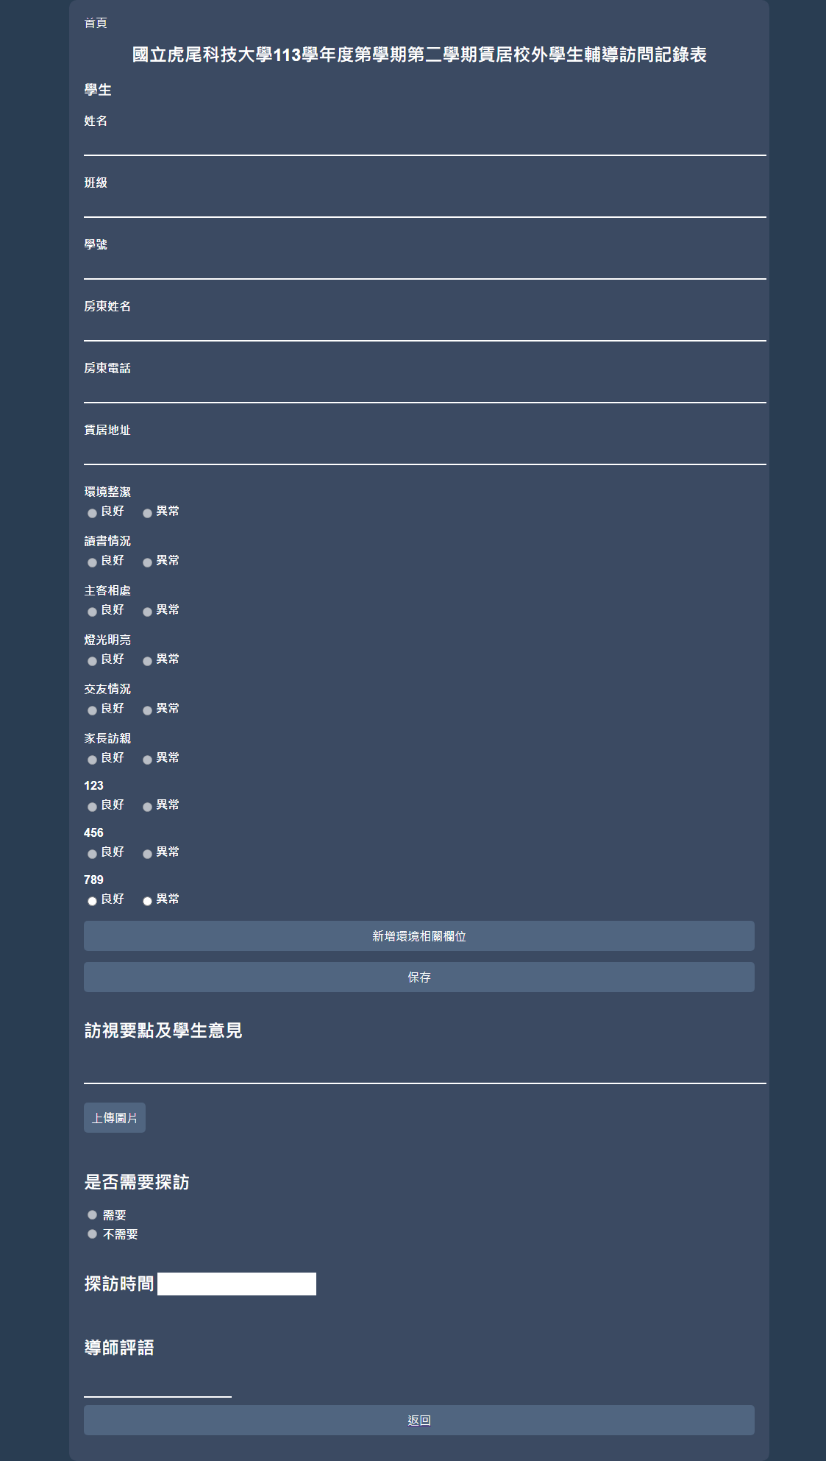 首頁
國立虎尾科技大學113學年度第學期第二學期賃居校外學生輔導訪問記錄表
學生
姓名
班級
學號
房東姓名
房東電話
賃居地址
環境整潔
良好 異常
讀書情況
良好 異常
主客相處
良好 異常
燈光明亮
良好 異常
交友情況
良好 異常
家長訪親
良好 異常
123
良好 異常
456
良好 異常
789
良好 異常
新增環境相關欄位
保存
訪視要點及學生意見
上傳圖片
是否需要探訪
需要
不需要
探訪時間
導師評語
返回